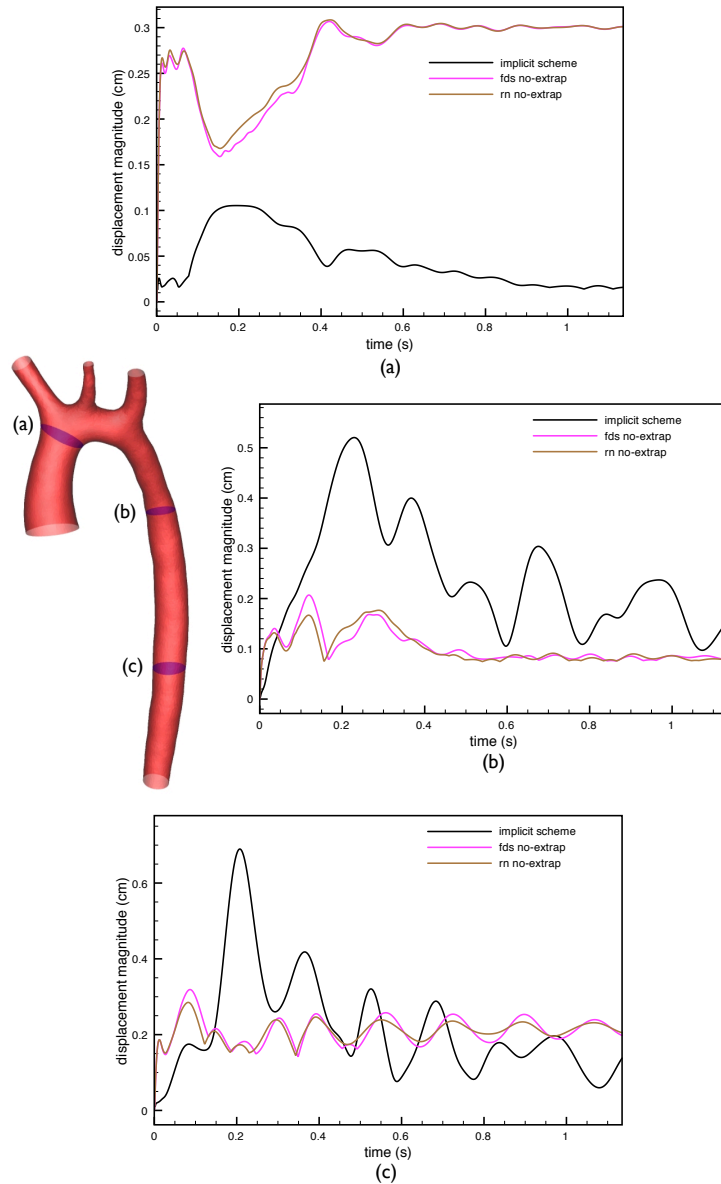 displacement magnitude (cm)
0.3
0.25
0.2
0.15
0.1
0.05
0
implicit scheme
fds no-extrap
rn no-extrap
0 0.2 0.4 0.6 0.8 1
time (s)
(a)
(a)
(b)
(c)
displacement magnitude (cm)
0.5
0.4
0.3
0.2
0.1
0
implicit scheme
fds no-extrap
rn no-extrap
0 0.2 0.4 0.6 0.8 1
time (s)
(b)
displacement magnitude (cm)
0.6
0.4
0.2
0
implicit scheme
fds no-extrap
rn no-extrap
0 0.2 0.4 0.6 0.8 1
time (s)
(c)